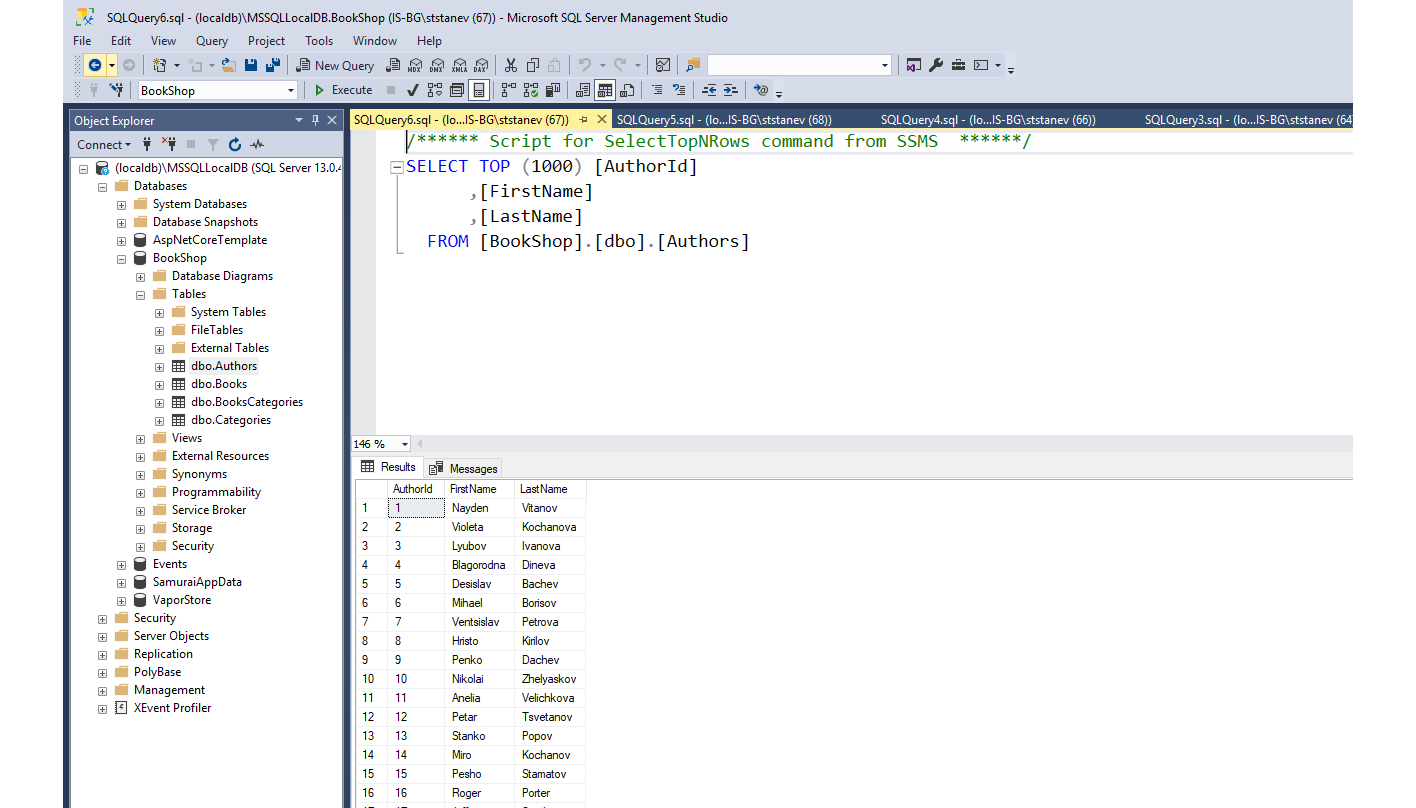 SQLQuery6.sql - (localdb)\MSSQLLocalDB.BookShop (IS-BG\ststanev (67)) - Microsoft SQL Server Management Studio
File Edit View Query Project Tools Window Help
New Query MDX DMX XMLA DAX
BookShop Execute
Object Explorer
Connect
(localdb)\MSSQLLocalDB (SQL Server 13.0.4
Databases
System Databases
Database Snapshots
AspNetCoreTemplate
BookShop
Database Diagrams
Tables
System Tables
FileTables
External Tables
dbo.Authors
dbo.Books
dbo.BooksCategories
dbo.Categories
Views
External Resources
Synonyms
Programmability
Service Broker
Storage
Security
Events
SamuraiAppData
VaporStore
Security
Server Objects
Replication
PolyBase
Management
XEvent Profiler
SQLQuery6.sql - (lo...IS-BG\ststanev (67)) SQLQuery5.sql - (lo...IS-BG\ststanev (68)) SQLQuery4.sql - (lo...IS-BG\ststanev (66)) SQLQuery3.sql - (lo...IS-BG\ststanev (64
/****** Script for SelectTopNRows command from SSMS  ******/
SELECT TOP (1000) [AuthorId]
,[FirstName]
,[LastName]
FROM [BookShop].[dbo].[Authors]
146 %
Results Messages
AuthorId FirstName LastName
1 1 Nayden Vitanov
2 2 Violeta Kochanova
3 3 Lyubov Ivanova
4 4 Blagorodna Dineva
5 5 Desislav Bachev
6 6 Mihael Borisov
7 7 Ventsislav Petrova
8 8 Hristo Kirilov
9 9 Penko Dachev
10 10 Nikolai Zhelyaskov
11 11 Anelia Velichkova
12 12 Petar Tsvetanov
13 13 Stanko Popov
14 14 Miro Kochanov
15 15 Pesho Stamatov
16 16 Roger Porter